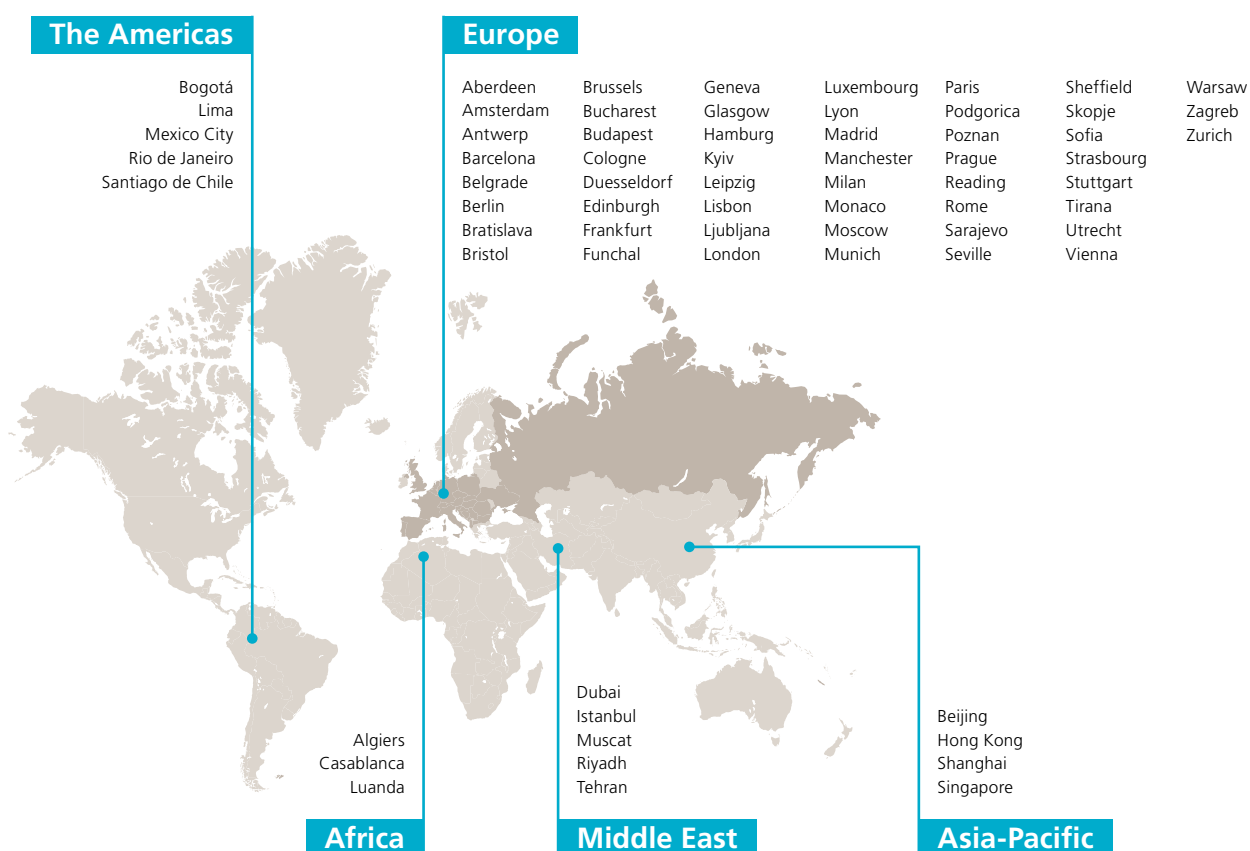 The Americas
Bogotá
Lima
Mexico City
Rio de Janeiro
Santiago de Chile
Europe
Aberdeen
Amsterdam
Antwerp
Barcelona
Belgrade
Berlin
Bratislava
Bristol
Brussels
Bucharest
Budapest
Cologne
Duesseldorf
Edinburgh
Frankfurt
Funchal
Geneva
Glasgow
Hamburg
Kyiv
Leipzig
Lisbon
Ljubljana
London
Luxembourg
Lyon
Madrid
Manchester
Milan
Monaco
Moscow
Munich
Paris
Podgorica
Poznan
Prague
Reading
Rome
Sarajevo
Seville
Sheffield
Skopje
Sofia
Strasbourg
Stuttgart
Tirana
Utrecht
Vienna
Warsaw
Zagreb
Zurich
Algiers
Casablanca
Luanda
Africa
Dubai
Istanbul
Muscat
Riyadh
Tehran
Middle East
Beijing
Hong Kong
Shanghai
Singapore
Asia-Pacific